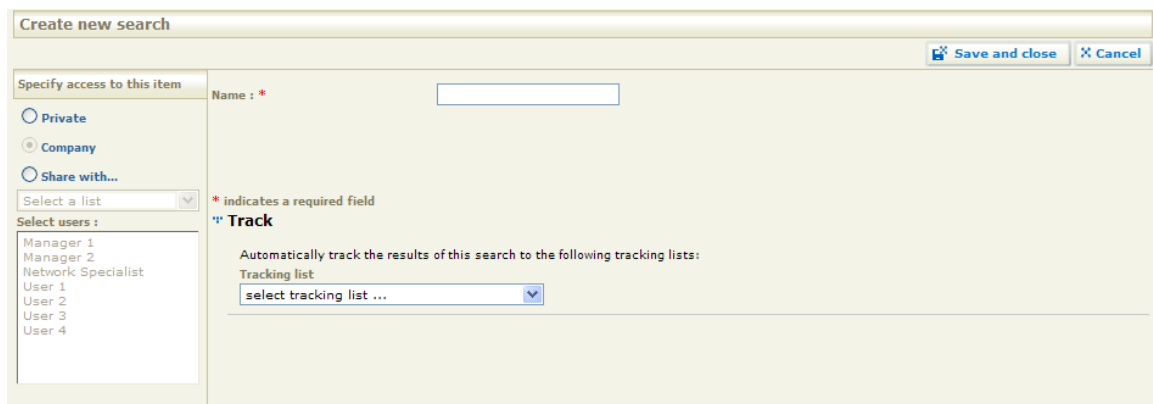 Create new search
Save and close
Cancel
Specify access to this item
Private
Company
Share with...
Select a list
Select users :
Manager 1
Manager 2
Network Specialist
User 1
User 2
User 3
User 4
Name : *
* indicates a required field
Track
Automatically track the results of this search to the following tracking lists:
Tracking list
select tracking list ...